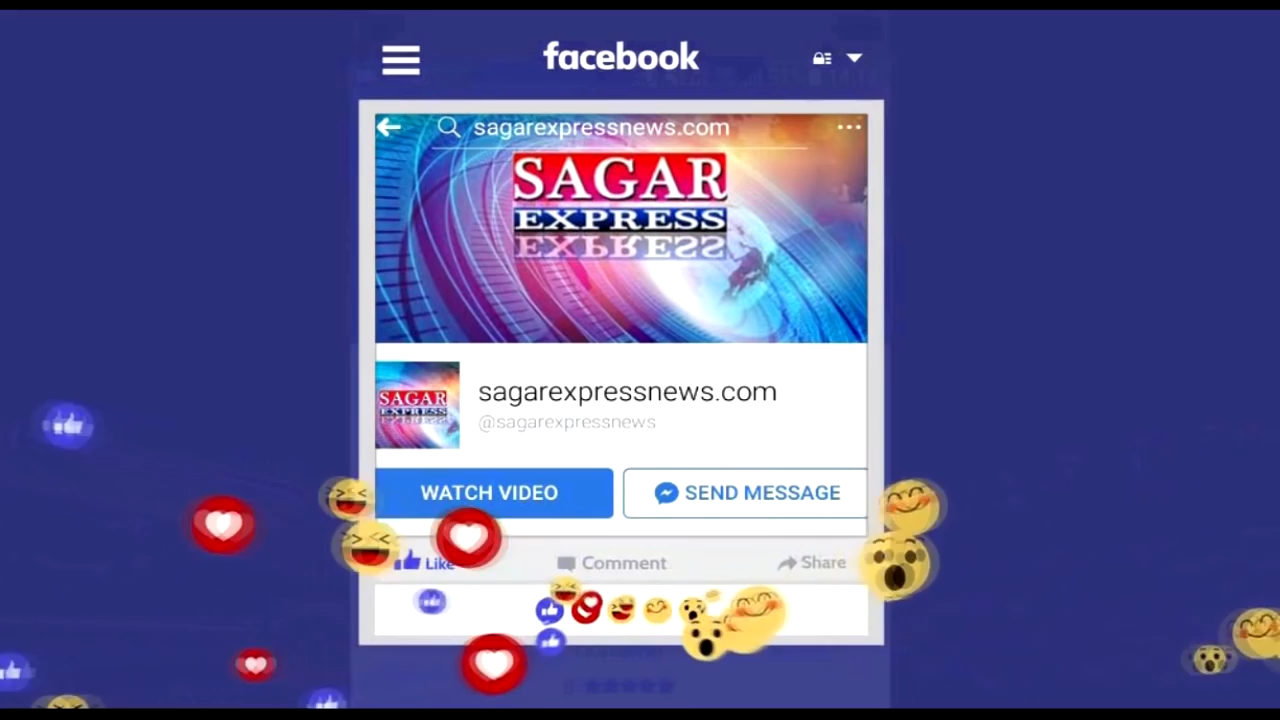 facebook
sagarexpressnews.com
SAGAR
EXPRESS
sagarexpressnews.com
@sagarexpressnews
SAGAR
EXPRESS
WATCH VIDEO
SEND MESSAGE
Like
Comment
Share